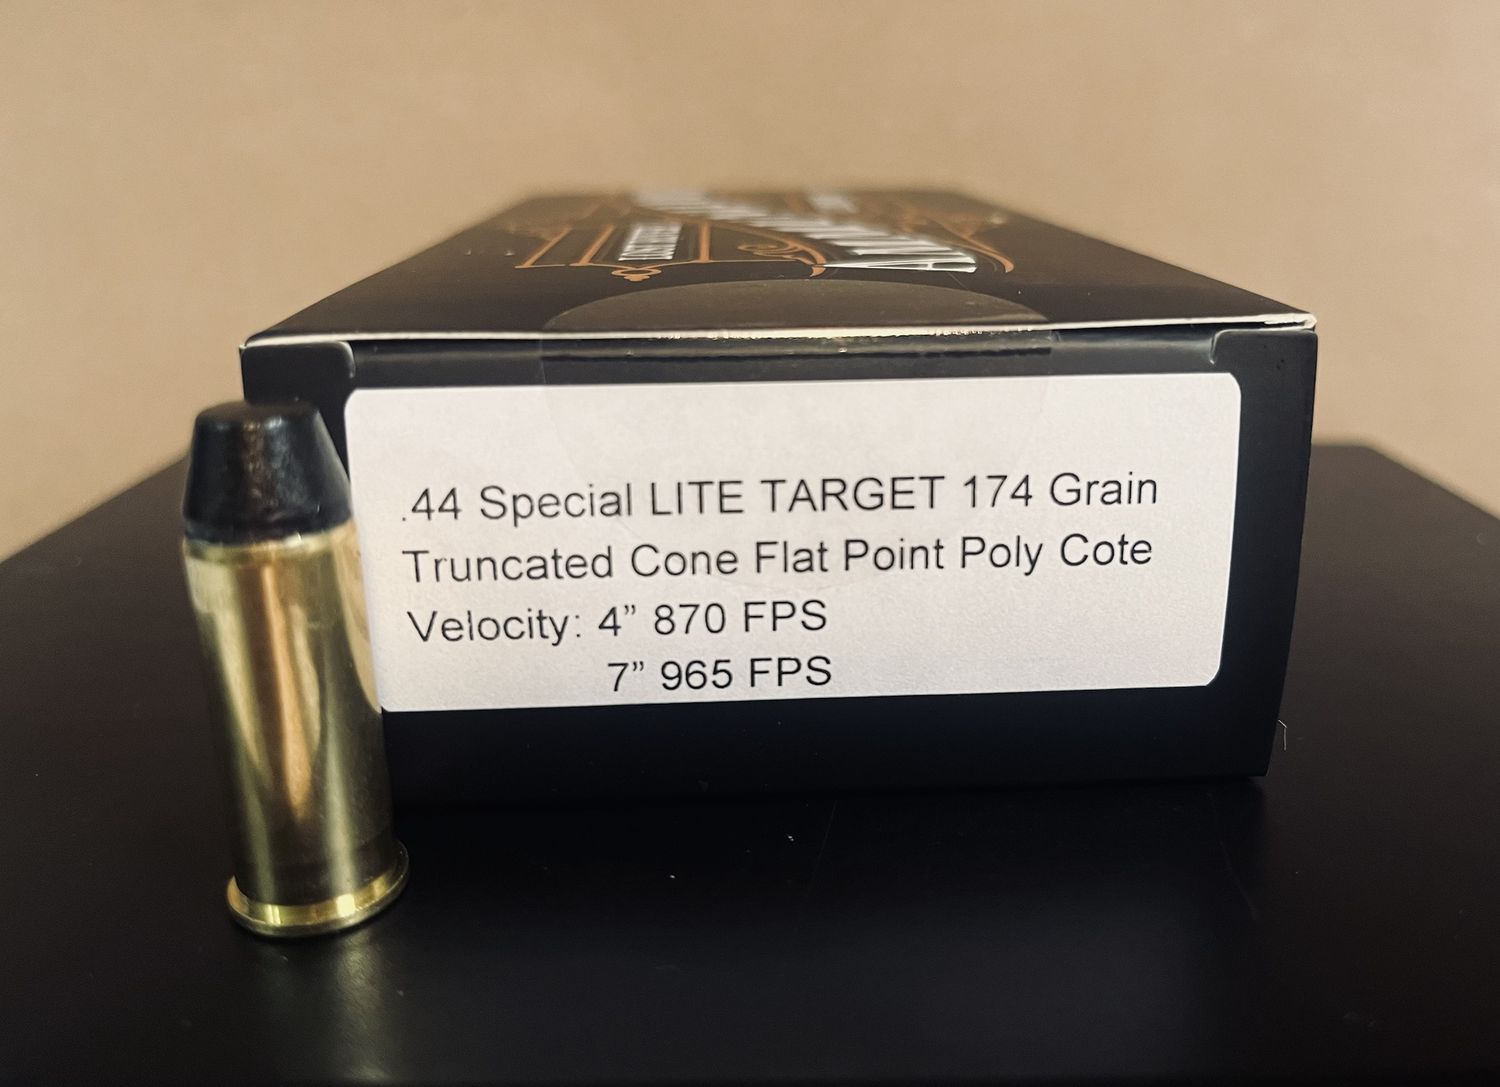 .44 Special LITE TARGET 174 Grain
Truncated Cone Flat Point Poly Cote
Velocity: 4” 870 FPS
7” 965 FPS